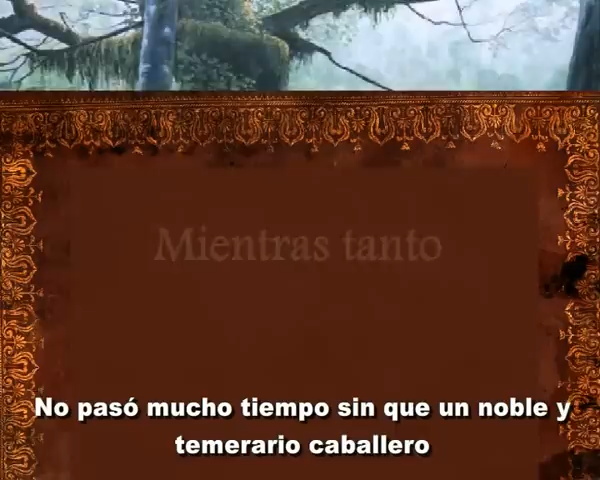 Mientras tanto
No pasó mucho tiempo sin que un noble y
temerario caballero